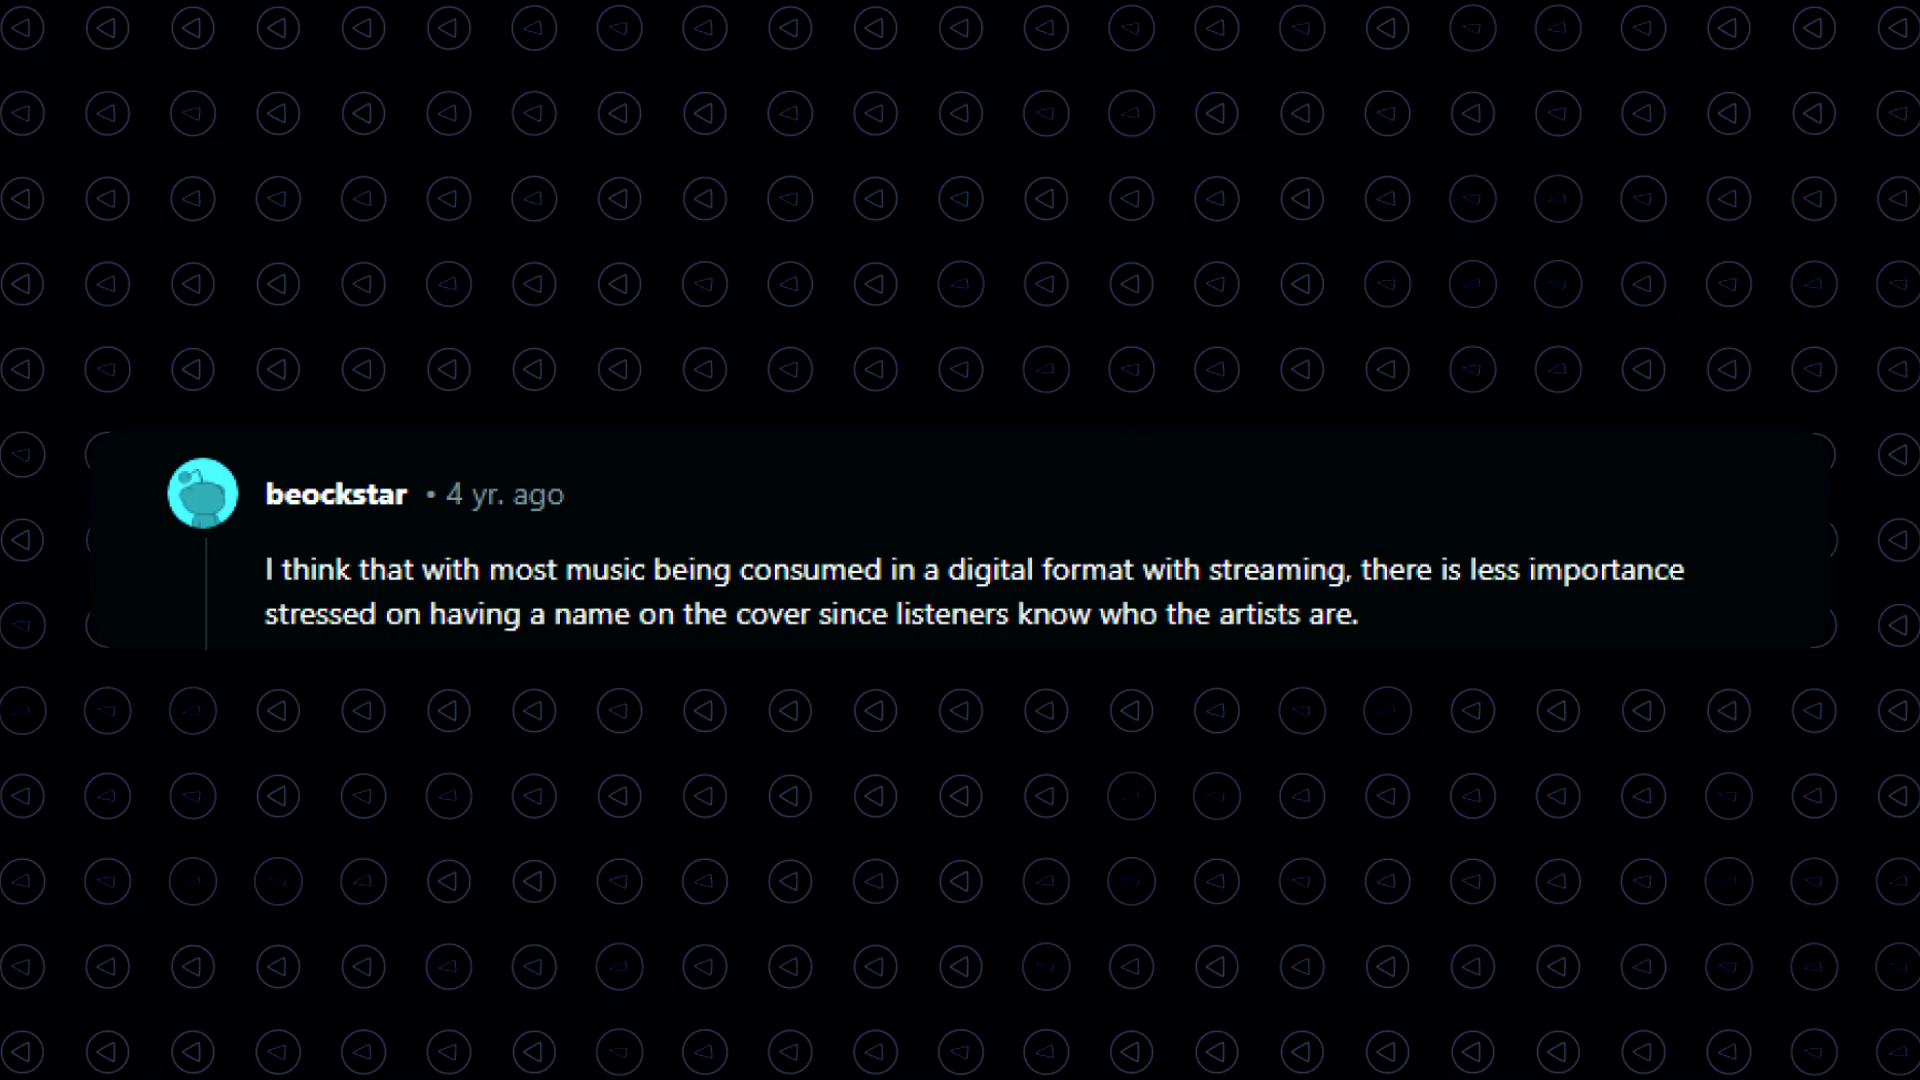 beockstar • 4 yr. ago
I think that with most music being consumed in a digital format with streaming, there is less importance
stressed on having a name on the cover since listeners know who the artists are.